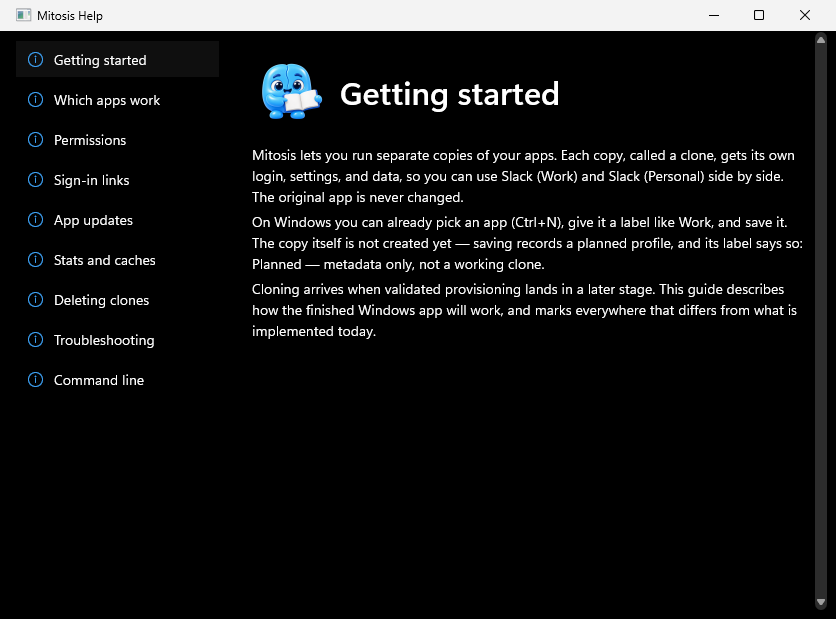 Mitosis Help
Getting started
Which apps work
Permissions
Sign-in links
App updates
Stats and caches
Deleting clones
Troubleshooting
Command line
Getting started
Mitosis lets you run separate copies of your apps. Each copy, called a clone, gets its own
login, settings, and data, so you can use Slack (Work) and Slack (Personal) side by side.
The original app is never changed.
On Windows you can already pick an app (Ctrl+N), give it a label like Work, and save it.
The copy itself is not created yet — saving records a planned profile, and its label says so:
Planned — metadata only, not a working clone.
Cloning arrives when validated provisioning lands in a later stage. This guide describes
how the finished Windows app will work, and marks everywhere that differs from what is
implemented today.